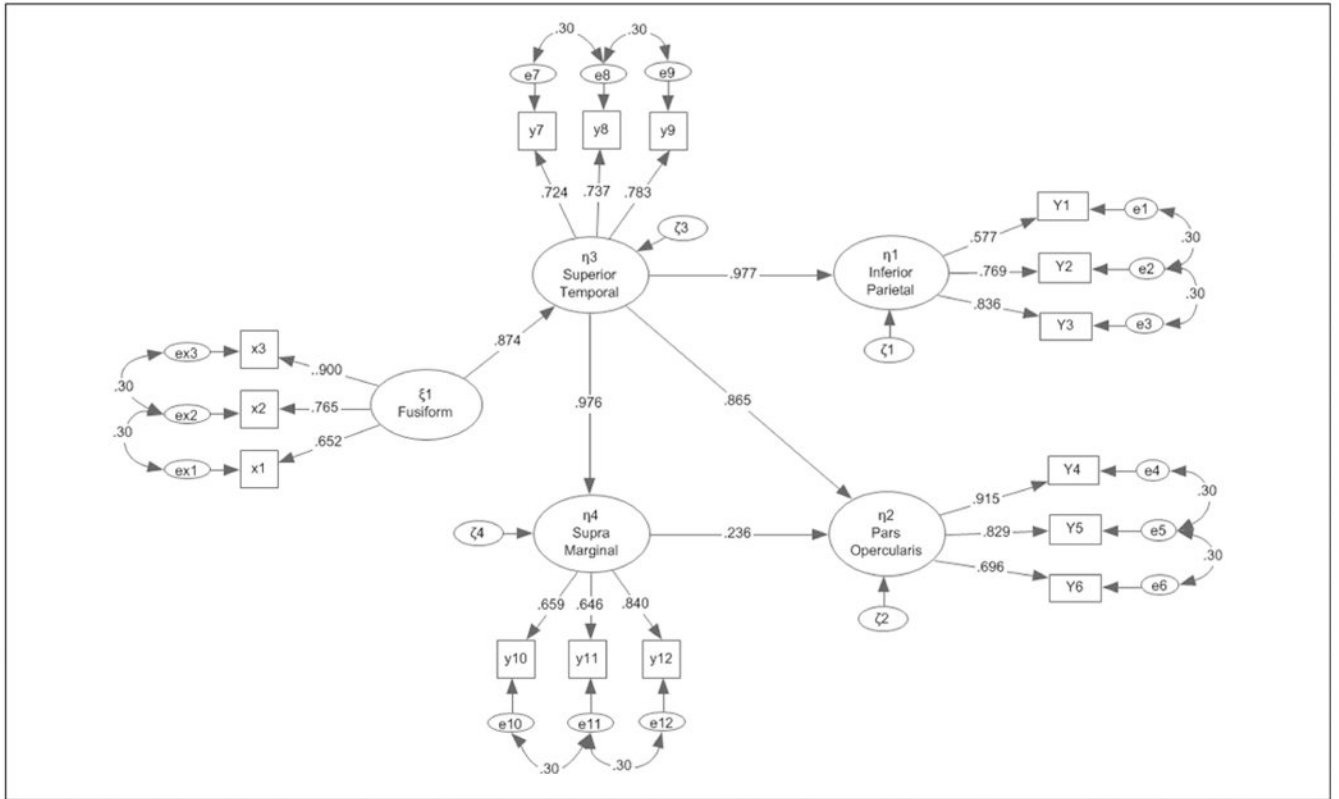 .30
.30
e7
e8
e9
y7
y8
y9
.724
.737
.783
ζ3
η3
Superior
Temporal
.977
η1
Inferior
Parietal
ζ1
.577
.769
.836
Y1
Y2
Y3
e1
e2
e3
.30
.30
.874
ex3
ex2
ex1
x3
x2
x1
.30
.30
..900
.765
.652
ξ1
Fusiform
.976
.865
ζ4
η4
Supra
Marginal
.236
η2
Pars
Opercularis
ζ2
.915
.829
.696
Y4
Y5
Y6
e4
e5
e6
.30
.30
.659
.646
.840
y10
y11
y12
e10
e11
e12
.30
.30